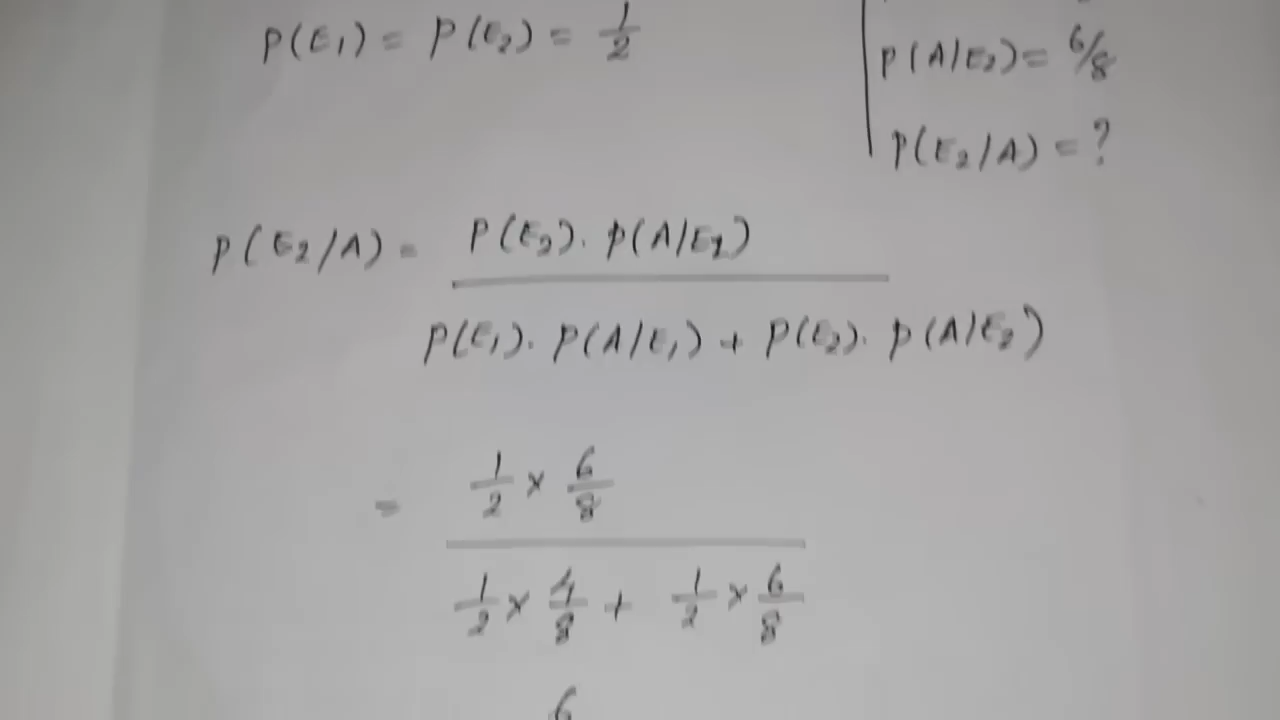 P(E₁) = P(E₂) = 1/2
P(A/E₂) = 6/8
P(E₂/A) = ?
P(E₂/A) = P(E₂). P(A/E₂)
P(E₁). P(A/E₁) + P(E₂). P(A/E₂)
= 1/2 × 6/8
1/2 × 4/8 + 1/2 × 6/8
6